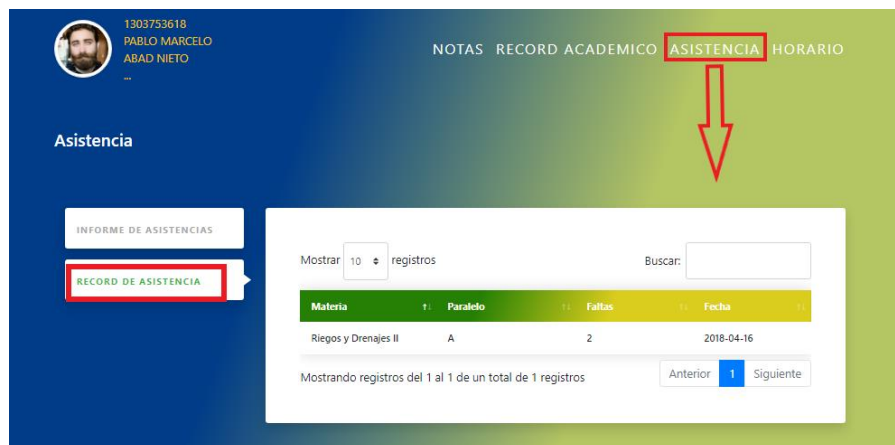 1303753618
PABLO MARCELO
ABAD NIETO
...
NOTAS RECORD ACADEMICO ASISTENCIA HORARIO
Asistencia
INFORME DE ASISTENCIAS
RECORD DE ASISTENCIA
Mostrar 10 registros
Buscar:
Materia Paralelo Faltas Fecha
Riegos y Drenajes II A 2 2018-04-16
Mostrando registros del 1 al 1 de un total de 1 registros
Anterior 1 Siguiente